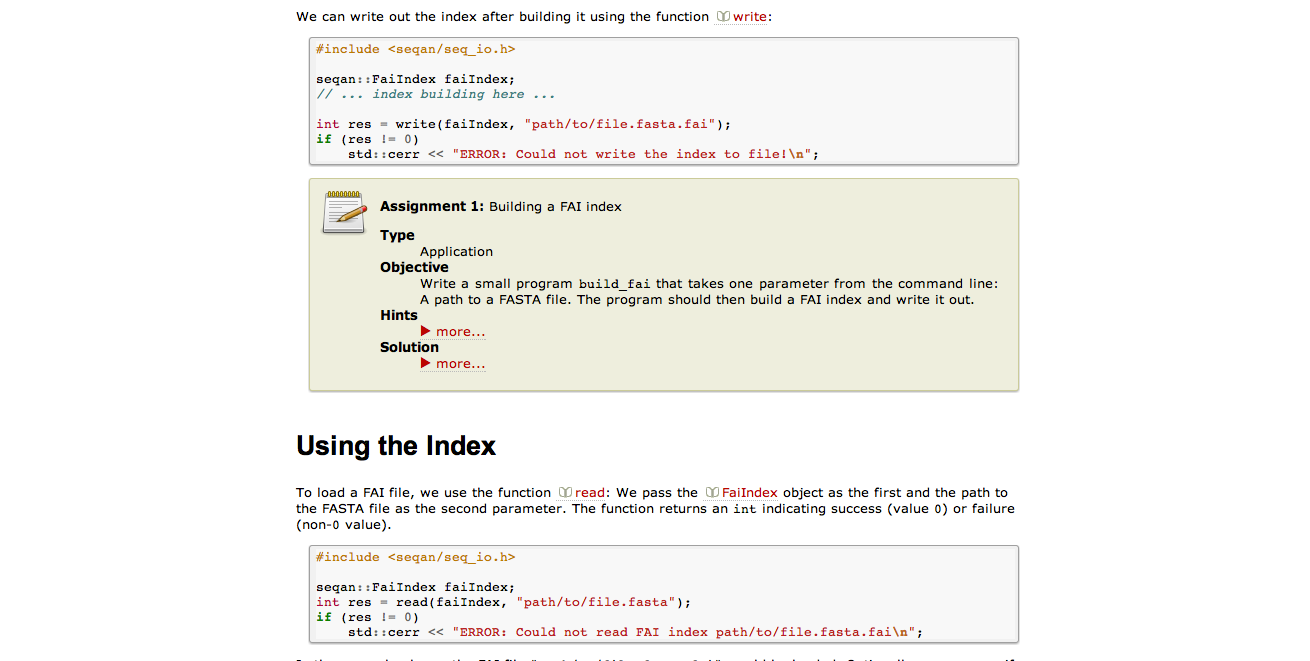 We can write out the index after building it using the function write:
#include <seqan/seq_io.h>
seqan::FaiIndex faiIndex;
// ... index building here ...
int res = write(faiIndex, "path/to/file.fasta.fai");
if (res != 0)
std::cerr << "ERROR: Could not write the index to file!\n";
Assignment 1: Building a FAI index
Type
Application
Objective
Write a small program build_fai that takes one parameter from the command line:
A path to a FASTA file. The program should then build a FAI index and write it out.
Hints
more...
Solution
more...
Using the Index
To load a FAI file, we use the function read: We pass the FaiIndex object as the first and the path to
the FASTA file as the second parameter. The function returns an int indicating success (value 0) or failure
(non-0 value).
#include <seqan/seq_io.h>
seqan::FaiIndex faiIndex;
int res = read(faiIndex, "path/to/file.fasta");
if (res != 0)
std::cerr << "ERROR: Could not read FAI index path/to/file.fasta.fai\n";